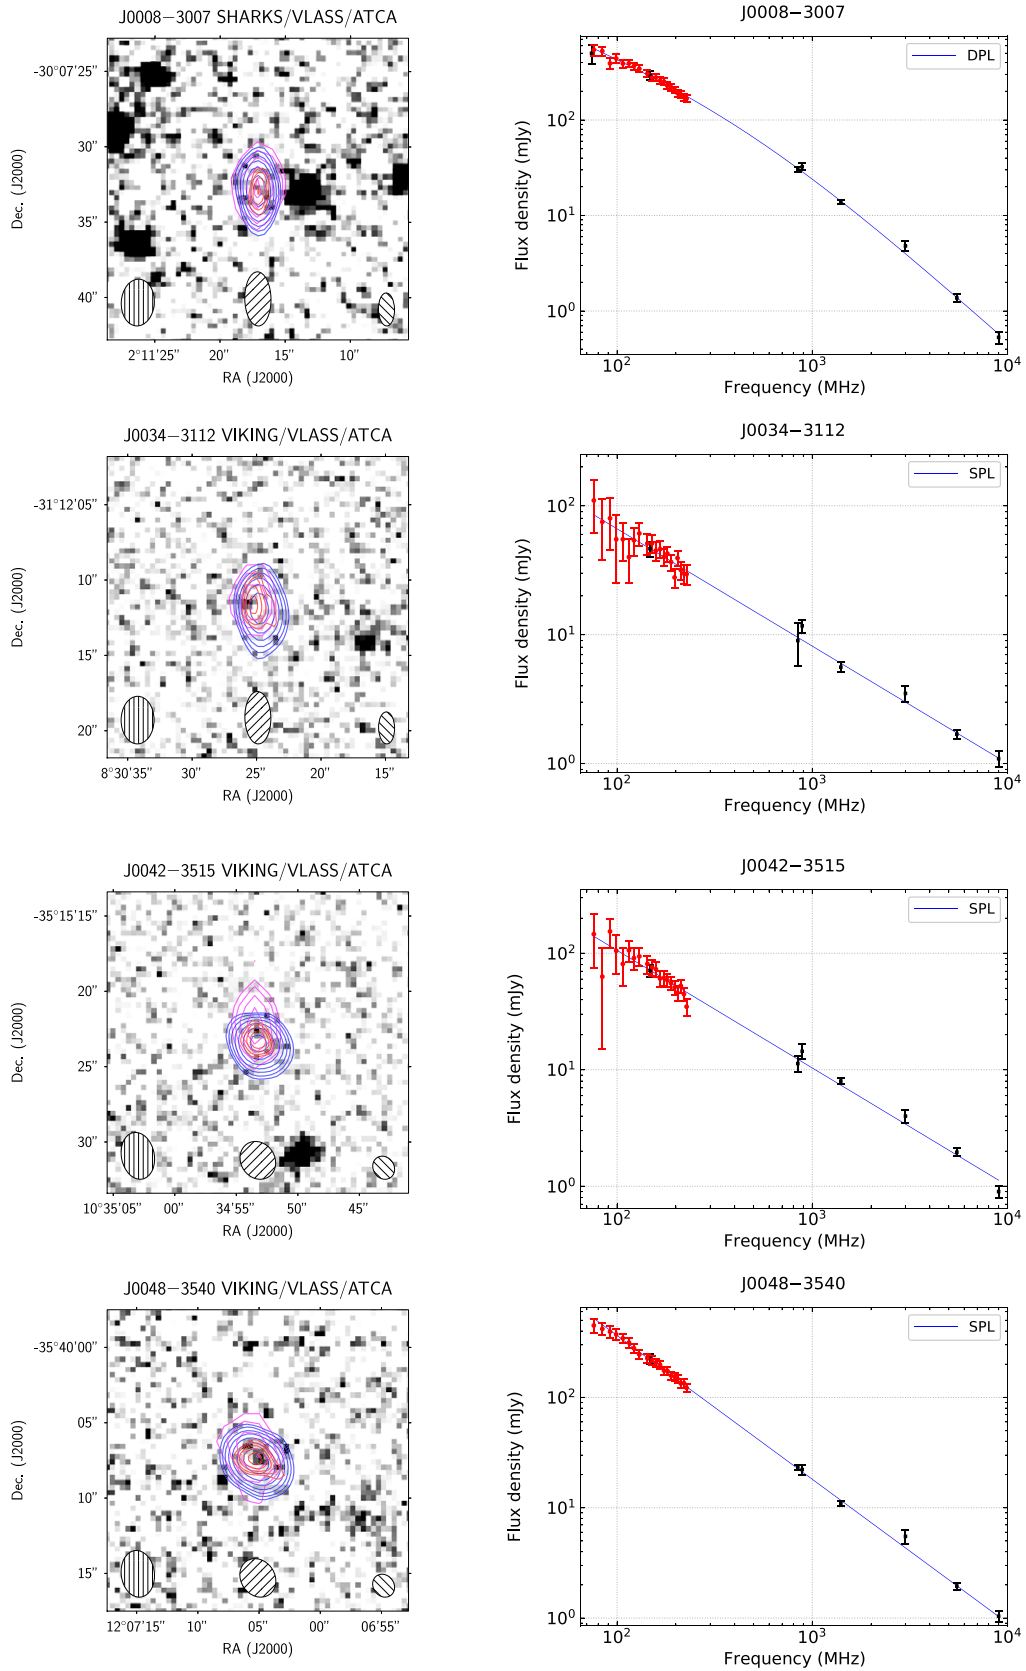 J0008−3007 SHARKS/VLASS/ATCA
-30°07'25"
30"
35"
40"
Dec. (J2000)
2°11'25"
20"
15"
10"
RA (J2000)
J0008−3007
DPL
10²
10¹
10⁰
Flux density (mJy)
10²
10³
10⁴
Frequency (MHz)
J0034−3112 VIKING/VLASS/ATCA
-31°12'05"
10"
15"
20"
Dec. (J2000)
8°30'35"
30"
25"
20"
15"
RA (J2000)
J0034−3112
SPL
10²
10¹
10⁰
Flux density (mJy)
10²
10³
10⁴
Frequency (MHz)
J0042−3515 VIKING/VLASS/ATCA
-35°15'15"
20"
25"
30"
Dec. (J2000)
10°35'05"
00"
34'55"
50"
45"
RA (J2000)
J0042−3515
SPL
10²
10¹
10⁰
Flux density (mJy)
10²
10³
10⁴
Frequency (MHz)
J0048−3540 VIKING/VLASS/ATCA
-35°40'00"
05"
10"
15"
Dec. (J2000)
12°07'15"
10"
05"
00"
06'55"
RA (J2000)
J0048−3540
SPL
10²
10¹
10⁰
Flux density (mJy)
10²
10³
10⁴
Frequency (MHz)